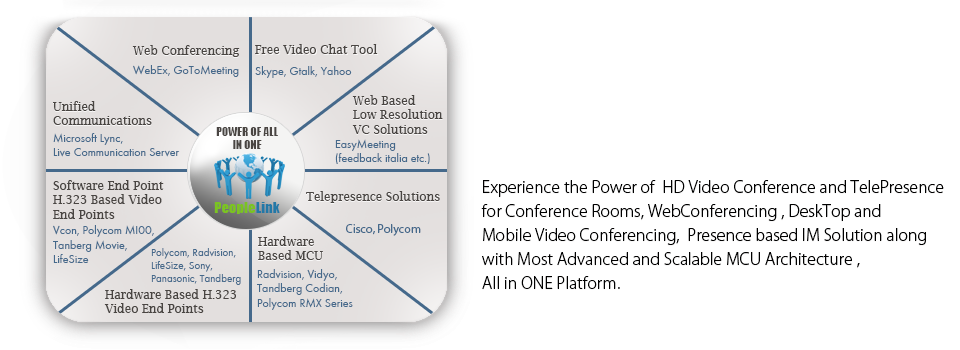 Web Conferencing
WebEx, GoToMeeting
Free Video Chat Tool
Skype, Gtalk, Yahoo
Web Based
Low Resolution
VC Solutions
EasyMeeting
(feedback italia etc.)
Telepresence Solutions
Cisco, Polycom
Hardware
Based MCU
Radvision, Vidyo,
Tandberg Codian,
Polycom RMX Series
Polycom, Radvision,
LifeSize, Sony,
Panasonic, Tandberg
Hardware Based H.323
Video End Points
Software End Point
H.323 Based Video
End Points
Vcon, Polycom M100,
Tanberg Movie,
LifeSize
Unified
Communications
Microsoft Lync,
Live Communication Server
POWER OF ALL
IN ONE
PeopleLink
Experience the Power of HD Video Conference and TelePresence
for Conference Rooms, WebConferencing , DeskTop and
Mobile Video Conferencing, Presence based IM Solution along
with Most Advanced and Scalable MCU Architecture ,
All in ONE Platform.